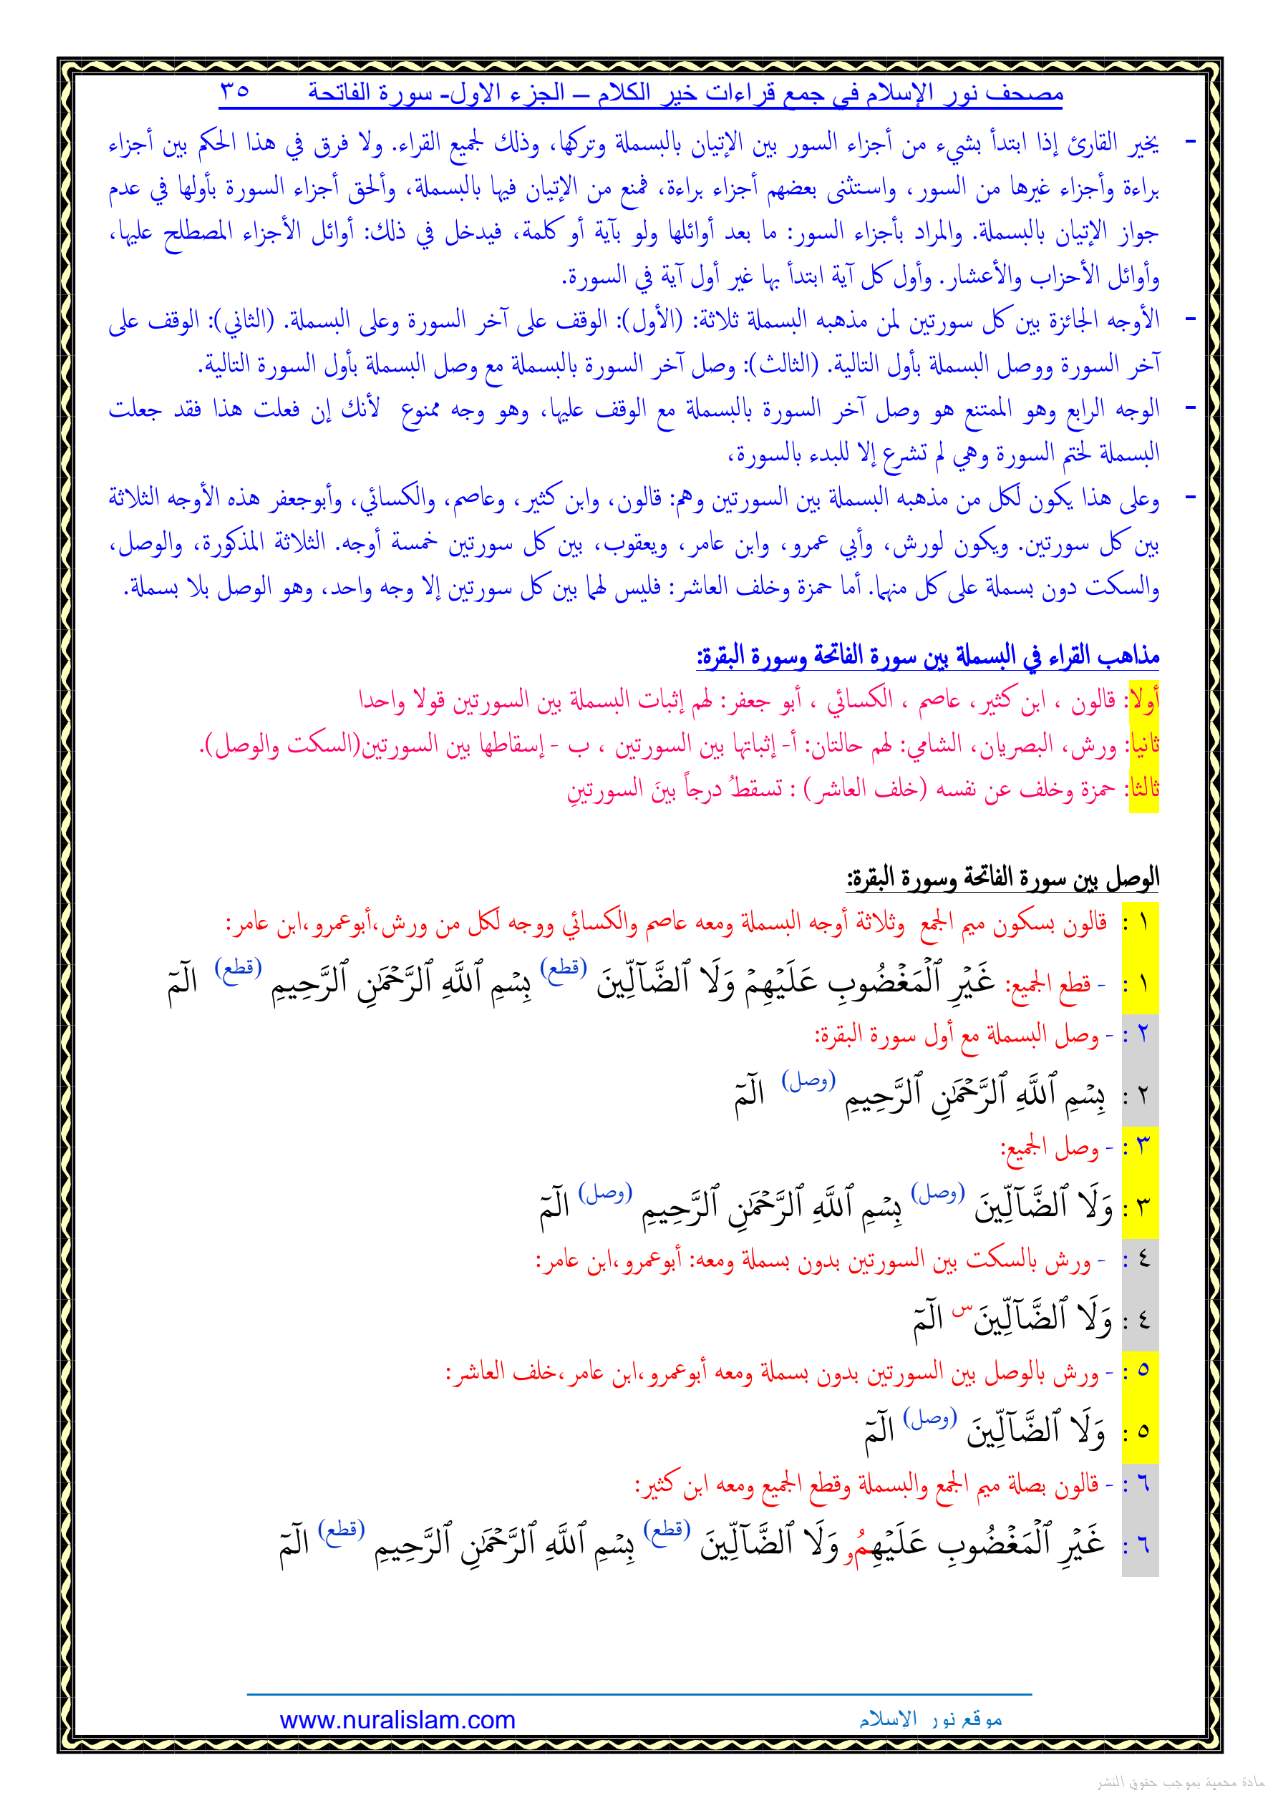 مصحف نور الإسلام في جمع قراءات خير الكلام – الجزء الاول- سورة الفاتحة ٣٥
- يخير القارئ إذا ابتدأ بشيء من أجزاء السور بين الإتيان بالبسملة وتركها، وذلك لجميع القراء. ولا فرق في هذا الحكم بين أجزاء
براءة وأجزاء غيرها من السور، واستثنى بعضهم أجزاء براءة، فمنع من الإتيان فيها بالبسملة، وألحق أجزاء السورة بأولها في عدم
جواز الإتيان بالبسملة. والمراد بأجزاء السور: ما بعد أوائلها ولو بآية أو كلمة، فيدخل في ذلك: أوائل الأجزاء المصطلح عليها،
وأوائل الأحزاب والأعشار. وأول كل آية ابتدأ بها غير أول آية في السورة.
- الأوجه الجائزة بين كل سورتين لمن مذهبه البسملة ثلاثة: (الأول): الوقف على آخر السورة وعلى البسملة. (الثاني): الوقف على
آخر السورة ووصل البسملة بأول التالية. (الثالث): وصل آخر السورة بالبسملة مع وصل البسملة بأول السورة التالية.
- الوجه الرابع وهو الممتنع هو وصل آخر السورة بالبسملة مع الوقف عليها، وهو وجه ممنوع لأنك إن فعلت هذا فقد جعلت
البسملة لختم السورة وهي لم تشرع إلا للبدء بالسورة،
- وعلى هذا يكون لكل من مذهبه البسملة بين السورتين وهم: قالون، وابن كثير، وعاصم، والكسائي، وأبوجعفر هذه الأوجه الثلاثة
بين كل سورتين. ويكون لورش، وأبي عمرو، وابن عامر، ويعقوب، بين كل سورتين خمسة أوجه. الثلاثة المذكورة، والوصل،
والسكت دون بسملة على كل منهما. أما حمزة وخلف العاشر: فليس لهما بين كل سورتين إلا وجه واحد، وهو الوصل بلا بسملة.
مذاهب القراء في البسملة بين سورة الفاتحة وسورة البقرة:
أولا: قالون ، ابن كثير، عاصم ، الكسائي ، أبو جعفر: لهم إثبات البسملة بين السورتين قولا واحدا
ثانيا: ورش، البصريان، الشامي: لهم حالتان: أ- إثباتها بين السورتين ، ب - إسقاطها بين السورتين(السكت والوصل).
ثالثا: حمزة وخلف عن نفسه (خلف العاشر) : تسقطُ درجاً بينَ السورتينِ
الوصل بين سورة الفاتحة وسورة البقرة:
١ : قالون بسكون ميم الجمع وثلاثة أوجه البسملة ومعه عاصم والكسائي ووجه لكل من ورش،أبوعمرو،ابن عامر:
١ : - قطع الجميع: غَيْرِ ٱلْمَغْضُوبِ عَلَيْهِمْ وَلَا ٱلضَّآلِّينَ (قطع) بِسْمِ ٱللَّهِ ٱلرَّحْمَٰنِ ٱلرَّحِيمِ (قطع) الٓمٓ
٢ : - وصل البسملة مع أول سورة البقرة:
٢ : بِسْمِ ٱللَّهِ ٱلرَّحْمَٰنِ ٱلرَّحِيمِ (وصل) الٓمٓ
٣ : - وصل الجميع:
٣ : وَلَا ٱلضَّآلِّينَ (وصل) بِسْمِ ٱللَّهِ ٱلرَّحْمَٰنِ ٱلرَّحِيمِ (وصل) الٓمٓ
٤ : - ورش بالسكت بين السورتين بدون بسملة ومعه: أبوعمرو،ابن عامر:
٤ : وَلَا ٱلضَّآلِّينَ س الٓمٓ
٥ : - ورش بالوصل بين السورتين بدون بسملة ومعه أبوعمرو،ابن عامر،خلف العاشر:
٥ : وَلَا ٱلضَّآلِّينَ (وصل) الٓمٓ
٦ : - قالون بصلة ميم الجمع والبسملة وقطع الجميع ومعه ابن كثير:
٦ : غَيْرِ ٱلْمَغْضُوبِ عَلَيْهِمُۥ وَلَا ٱلضَّآلِّينَ (قطع) بِسْمِ ٱللَّهِ ٱلرَّحْمَٰنِ ٱلرَّحِيمِ (قطع) الٓمٓ
موقع نور الاسلام www.nuralislam.com
مادة محمية بموجب حقوق النشر